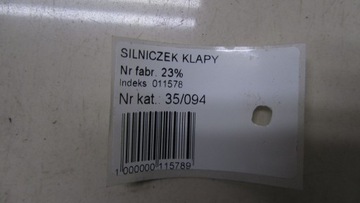 SILNICZEK KLAPY
Nr fabr. 23%
Indeks 011578
Nr kat.: 35/094
1 000000 115789